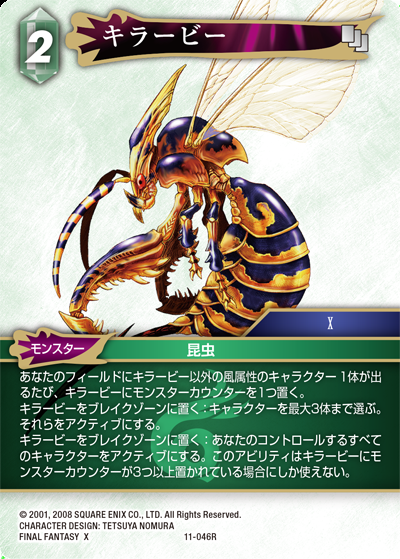 2
キラービー
X
モンスター
昆虫
あなたのフィールドにキラービー以外の風属性のキャラクター 1体が出
るたび、キラービーにモンスターカウンターを1つ置く。
キラービーをブレイクゾーンに置く：キャラクターを最大3体まで選ぶ。
それらをアクティブにする。
キラービーをブレイクゾーンに置く：あなたのコントロールするすべて
のキャラクターをアクティブにする。このアビリティはキラービーにモ
ンスターカウンターが3つ以上置かれている場合にしか使えない。
© 2001, 2008 SQUARE ENIX CO., LTD. All Rights Reserved.
CHARACTER DESIGN: TETSUYA NOMURA
FINAL FANTASY X 11-046R